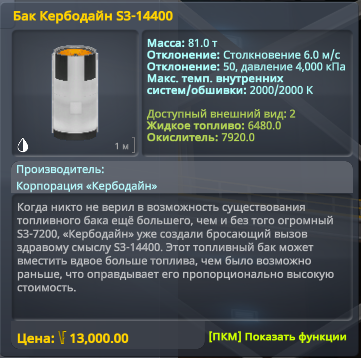 Бак Кербодайн S3-14400
Масса: 81.0 т
Отклонение: Столкновение 6.0 м/с
Отклонение: 50, давление 4,000 кПа
Макс. темп. внутренних
систем/обшивки: 2000/2000 K
Доступный внешний вид: 2
Жидкое топливо: 6480.0
Окислитель: 7920.0
1 м
Производитель:
Корпорация «Кербодайн»
Когда никто не верил в возможность существования
топливного бака ещё большего, чем и без того огромный
S3-7200, «Кербодайн» уже создали бросающий вызов
здравому смыслу S3-14400. Этот топливный бак может
вместить вдвое больше топлива, чем было возможно
раньше, что оправдывает его пропорционально высокую
стоимость.
Цена: 13,000.00
[ПКМ] Показать функции